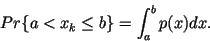 Pr{a < x_k ≤ b} = ∫_a^b p(x)dx.